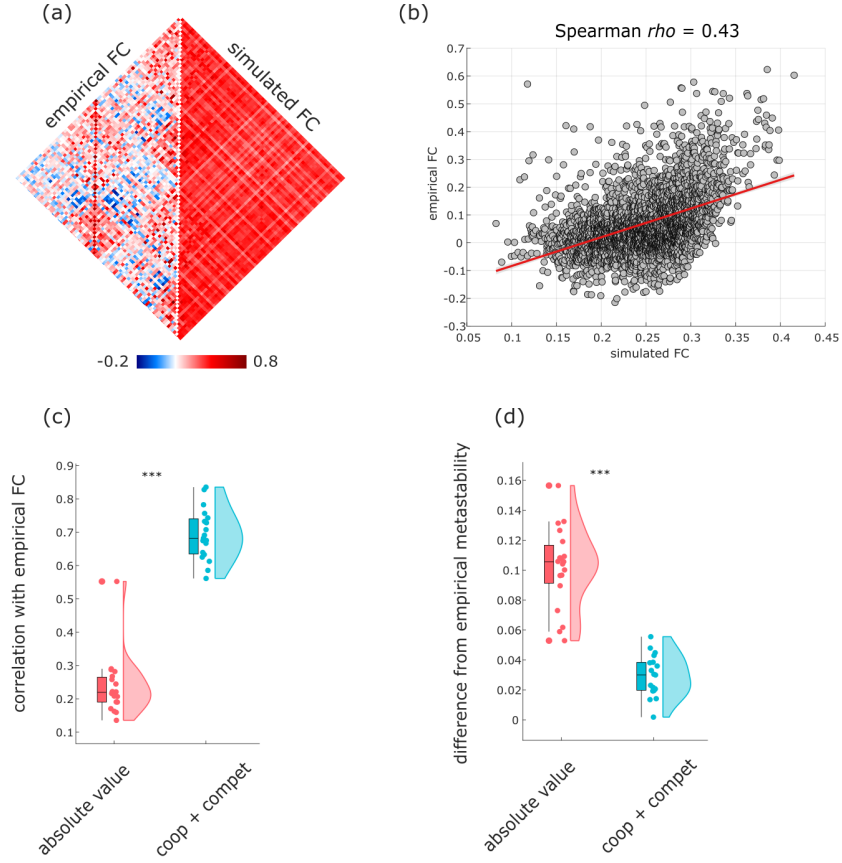 (a)
empirical FC
simulated FC
-0.2
0.8
(b)
Spearman rho = 0.43
empirical FC
0.7
0.6
0.5
0.4
0.3
0.2
0.1
0
-0.1
-0.2
-0.3
0.05
0.1
0.15
0.2
0.25
0.3
0.35
0.4
0.45
simulated FC
(c)
correlation with empirical FC
0.9
0.8
0.7
0.6
0.5
0.4
0.3
0.2
0.1
***
absolute value
coop + compet
(d)
difference from empirical metastability
0.16
0.14
0.12
0.1
0.08
0.06
0.04
0.02
0
***
absolute value
coop + compet